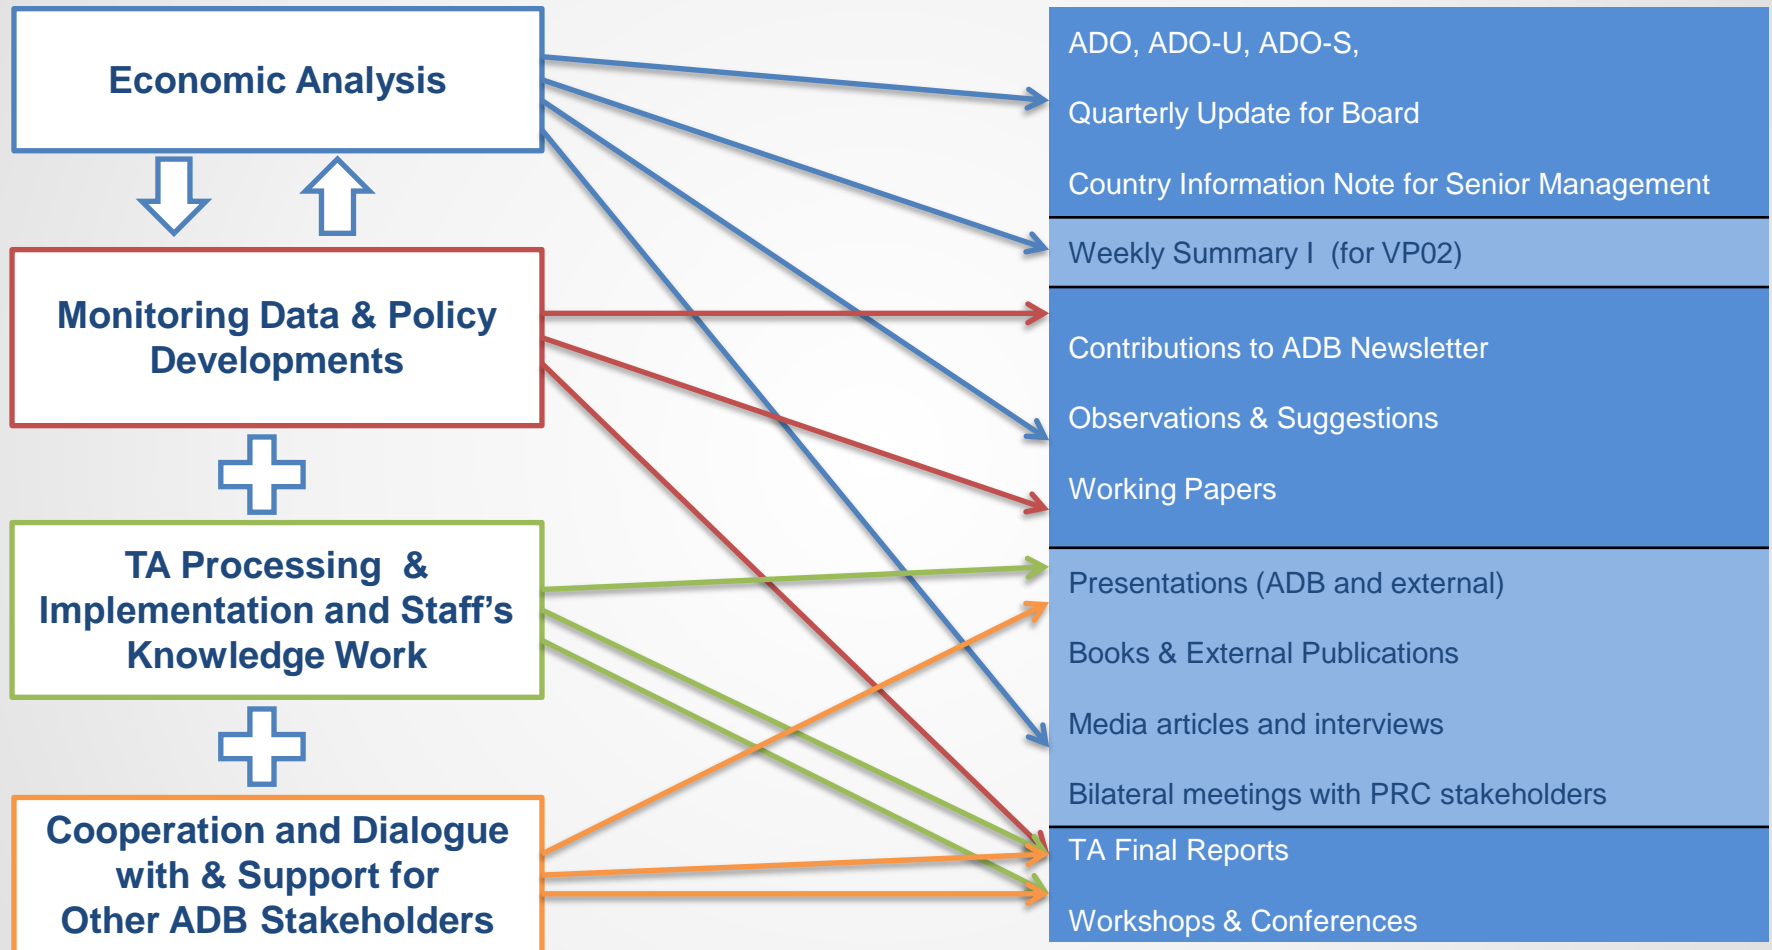 Economic Analysis
Monitoring Data & Policy
Developments
TA Processing &
Implementation and Staff's
Knowledge Work
Cooperation and Dialogue
with & Support for
Other ADB Stakeholders
ADO, ADO-U, ADO-S,
Quarterly Update for Board
Country Information Note for Senior Management
Weekly Summary I (for VP02)
Contributions to ADB Newsletter
Observations & Suggestions
Working Papers
Presentations (ADB and external)
Books & External Publications
Media articles and interviews
Bilateral meetings with PRC stakeholders
TA Final Reports
Workshops & Conferences